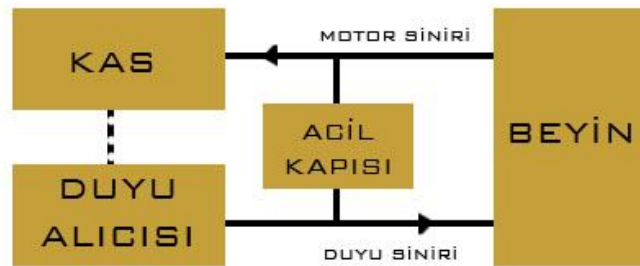 MOTOR SİNİRİ
KAS
ACİL
KAPISI
BEYİN
DUYU
ALICISI
DUYU SİNİRİ